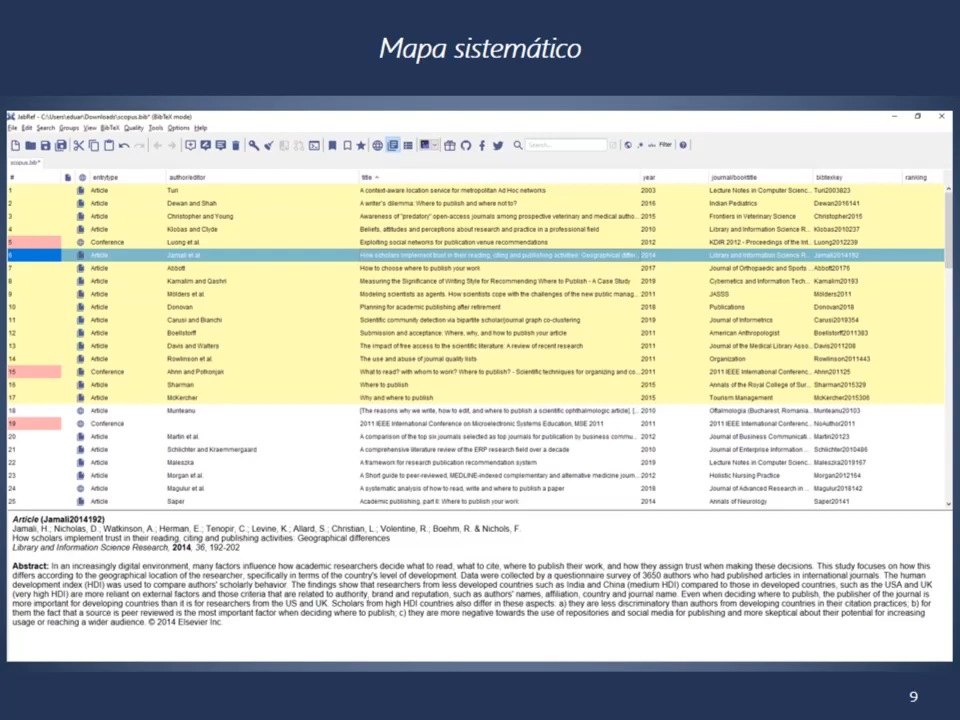 Mapa sistemático
JabRef - C:\Users\eduar\Downloads\scopus.bib* (BibTeX mode)
File Edit Search Groups View BibTeX Quality Tools Options Help
Search... Filter
scopus.bib*
# entrytype author/editor title year journal/booktitle bibtexkey ranking
1 Article Turi A context-aware location service for metropolitan Ad Hoc networks 2003 Lecture Notes in Computer Scienc... Turi2003823
2 Article Dewan and Shah A writer's dilemma: Where to publish and where not to? 2016 Indian Pediatrics Dewan2016141
3 Article Christopher and Young Awareness of "predatory" open-access journals among prospective veterinary and medical autho... 2015 Frontiers in Veterinary Science Christopher2015
4 Article Klobas and Clyde Beliefs, attitudes and perceptions about research and practice in a professional field 2010 Library and Information Science R... Klobas2010237
5 Conference Luong et al. Exploiting social networks for publication venue recommendations 2012 KDIR 2012 - Proceedings of the Int... Luong2012239
6 Article Jamali et al. How scholars implement trust in their reading, citing and publishing activities: Geographical diffe... 2014 Library and Information Science R... Jamali2014192
7 Article Abbott How to choose where to publish your work 2017 Journal of Orthopaedic and Sports ... Abbott2017
8 Article Kamalim and Qashri Measuring the Significance of Writing Style for Recommending Where to Publish - A Case Study 2019 Cybernetics and Information Tech...
9 Article Mölders et al. Modeling scientists as agents. How scientists cope with the challenges of the new public manag... 2011 JASSS Mölders2011
10 Article Donovan Planning for academic publishing after retirement 2018 Publications Donovan2018
11 Article Carusi and Bianchi Scientific community detection via bipartite scholar/journal graph co-clustering 2019 Journal of Informetrics Carusi2019354
12 Article Boellstorff Submission and acceptance: Where, why, and how to publish your article 2011 American Anthropologist Boellstorff2011383
13 Article Davis and Walters The impact of free access to the scientific literature: A review of recent research 2011 Journal of the Medical Library Asso... Davis2011208
14 Article Rowlinson et al. The use and abuse of journal quality lists 2011 Organization Rowlinson2011443
15 Conference Ahnn and Potkonjak What to read? with whom to work? Where to publish? - Scientific techniques for organizing and co... 2011 2011 IEEE International Conferenc... Ahnn201125
16 Article Sharman Where to publish 2015 Annals of the Royal College of Sur... Sharman2015329
17 Article McKercher Why and where to publish 2015 Tourism Management McKercher2015306
18 Article Munteanu [The reasons why we write, how to edit, and where to publish a scientific ophthalmologic article]. [... 2010 Oftalmologia (Bucharest, Romania... Munteanu20103
19 Conference 2011 IEEE International Conference on Microelectronic Systems Education, MSE 2011 2011 2011 IEEE International Conferenc... NoAuthor2011
20 Article Martin et al. A comparison of the top six journals selected as top journals for publication by business commu... 2012 Journal of Business Communicati... Martin20123
21 Article Schlichter and Kraemmergaard A comprehensive literature review of the ERP research field over a decade 2010 Journal of Enterprise Information ... Schlichter2010486
22 Article Maleszka A framework for research publication recommendation system 2019 Lecture Notes in Computer Scienc... Maleszka2019167
23 Article Morgan et al. A Short guide to peer-reviewed, MEDLINE-indexed complementary and alternative medicine journ... 2012 Holistic Nursing Practice Morgan2012164
24 Article Magulur et al. A systematic analysis of how to read, write and where to publish a paper 2018 Journal of Advanced Research in ... Magulur2018142
25 Article Saper Academic publishing, part II: Where to publish your work 2014 Annals of Neurology Saper20141
Article (Jamali2014192)
Jamali, H.; Nicholas, D.; Watkinson, A.; Herman, E.; Tenopir, C.; Levine, K.; Allard, S.; Christian, L.; Volentine, R.; Boehm, R. & Nichols, F.
How scholars implement trust in their reading, citing and publishing activities: Geographical differences
Library and Information Science Research, 2014, 36, 192-202
Abstract: In an increasingly digital environment, many factors influence how academic researchers decide what to read, what to cite, where to publish their work, and how they assign trust when making these decisions. This study focuses on how this
differs according to the geographical location of the researcher, specifically in terms of the country's level of development. Data were collected by a questionnaire survey of 3650 authors who had published articles in international journals. The human
development index (HDI) was used to compare authors' scholarly behavior. The findings show that researchers from less developed countries such as India and China (medium HDI) compared to those in developed countries, such as the USA and UK
(very high HDI) are more reliant on external factors and those criteria that are related to authority, brand and reputation, such as authors' names, affiliation, country and journal name. Even when deciding where to publish, the publisher of the journal is
more important for developing countries than it is for researchers from the US and UK. Scholars from high HDI countries also differ in these aspects: a) they are less discriminatory than authors from developing countries in their citation practices; b) for
them the fact that a source is peer reviewed is the most important factor when deciding where to publish; c) they are more negative towards the use of repositories and social media for publishing and more skeptical about their potential for increasing
usage or reaching a wider audience. © 2014 Elsevier Inc.
9